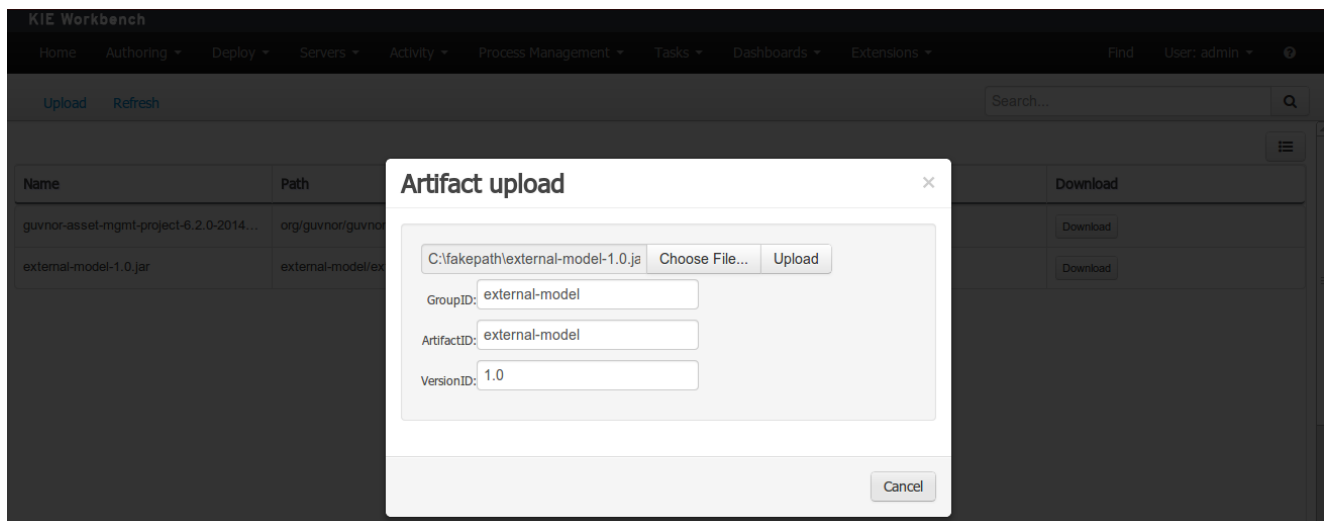 KIE Workbench
Home Authoring Deploy Servers Activity Process Management Tasks Dashboards Extensions Find User: admin
Upload Refresh Search...
Name Path Download
Artifact upload ×
guvnor-asset-mgmt-project-6.2.0-2014... org/guvnor/guvnor Download
C:\fakepath\external-model-1.0.ja Choose File... Upload
external-model-1.0.jar external-model/ex Download
GroupID: external-model
ArtifactID: external-model
VersionID: 1.0
Cancel